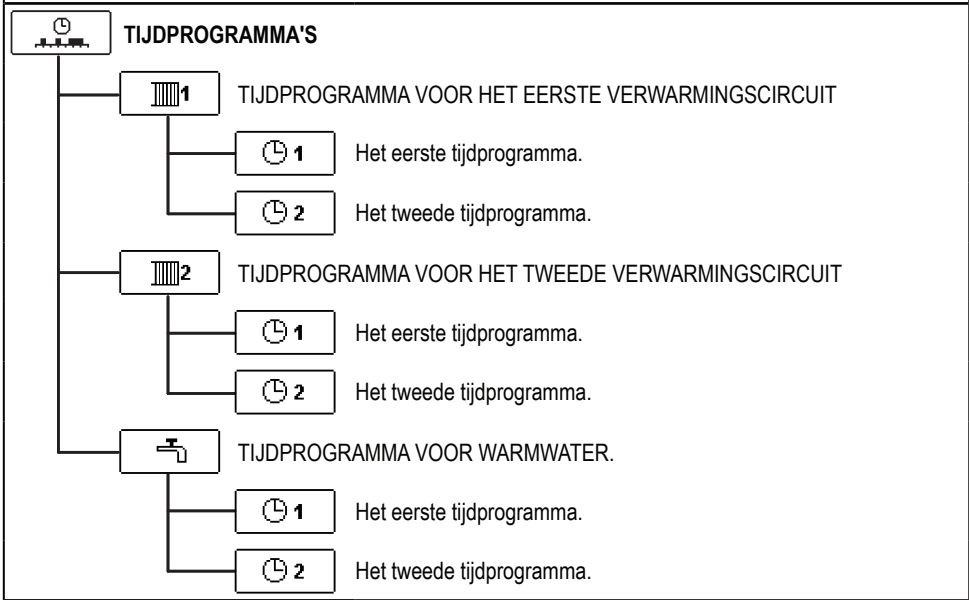 TIJDPROGRAMMA'S
1 TIJDPROGRAMMA VOOR HET EERSTE VERWARMINGSCIRCUIT
1 Het eerste tijdprogramma.
2 Het tweede tijdprogramma.
2 TIJDPROGRAMMA VOOR HET TWEEDE VERWARMINGSCIRCUIT
1 Het eerste tijdprogramma.
2 Het tweede tijdprogramma.
TIJDPROGRAMMA VOOR WARMWATER.
1 Het eerste tijdprogramma.
2 Het tweede tijdprogramma.